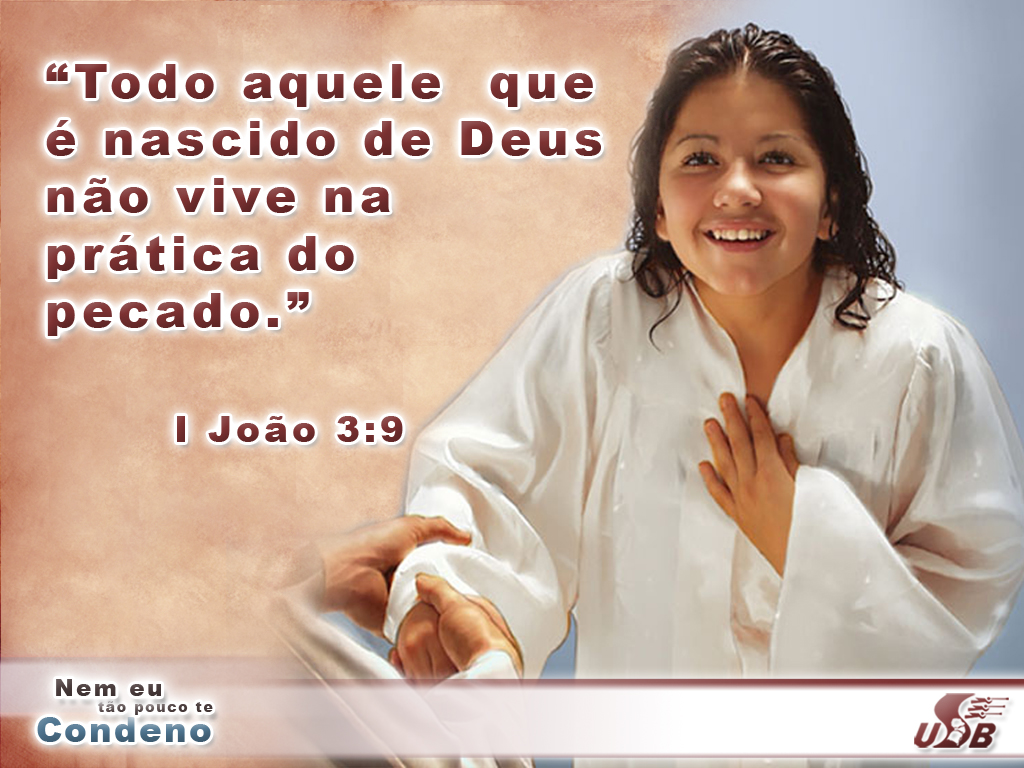 “Todo aquele que
é nascido de Deus
não vive na
prática do
pecado.”
I João 3:9
Nem eu
tão pouco te
Condeno